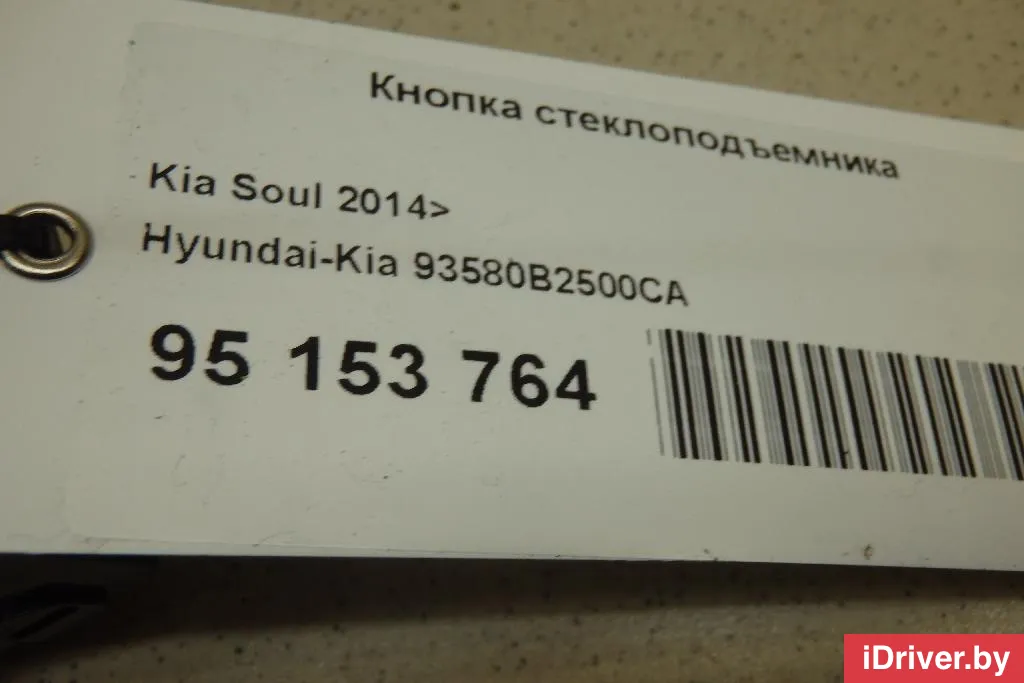 Кнопка стеклоподъемника
Kia Soul 2014>
Hyundai-Kia 93580B2500CA
95 153 764
iDriver.by